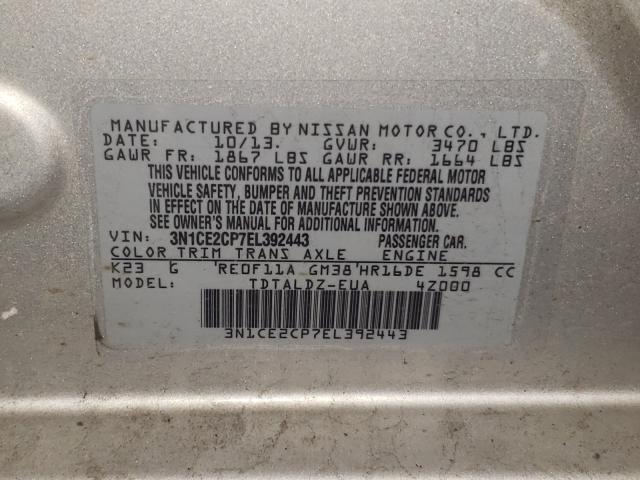 MANUFACTURED BY NISSAN MOTOR CO., LTD.
DATE: 10/13. GVWR: 3470 LBS
GAWR FR: 1867 LBS GAWR RR: 1664 LBS
THIS VEHICLE CONFORMS TO ALL APPLICABLE FEDERAL MOTOR
VEHICLE SAFETY, BUMPER AND THEFT PREVENTION STANDARDS
IN EFFECT ON THE DATE OF MANUFACTURE SHOWN ABOVE.
SEE OWNER'S MANUAL FOR ADDITIONAL INFORMATION.
VIN: 3N1CE2CP7EL392443 PASSENGER CAR.
COLOR TRIM TRANS AXLE ENGINE
K23 G 'RE0F11A GM38'HR16DE 1598 CC
MODEL: TDTALDZ-EUA 4Z000
3N1CE2CP7EL392443